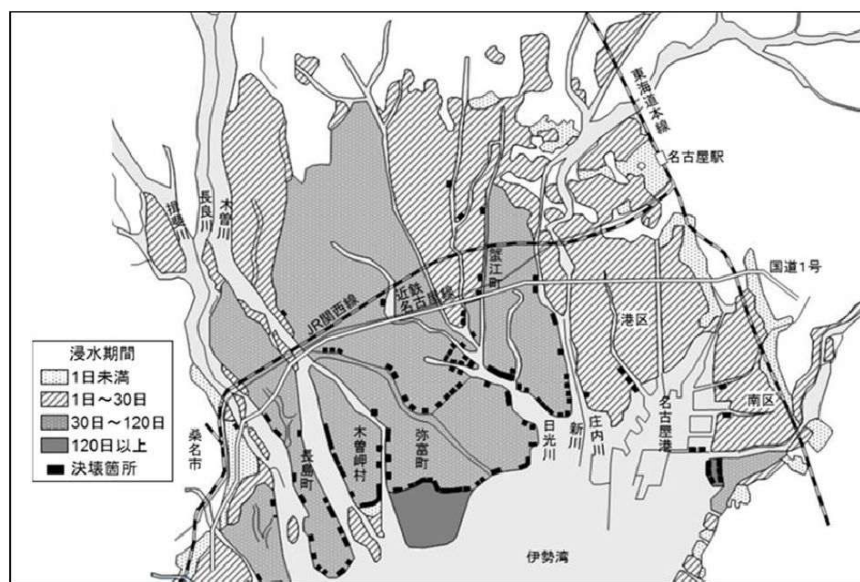 東海道本線
名古屋駅
揖斐川
長良川
木曽川
蟹江町
国道1号
近鉄
名古屋線
JR関西線
港区
浸水期間
1日未満
1日～30日
30日～120日
120日以上
決壊箇所
桑名市
長島町
木曽岬村
弥富町
日光川
新川
庄内川
名古屋港
南区
伊勢湾